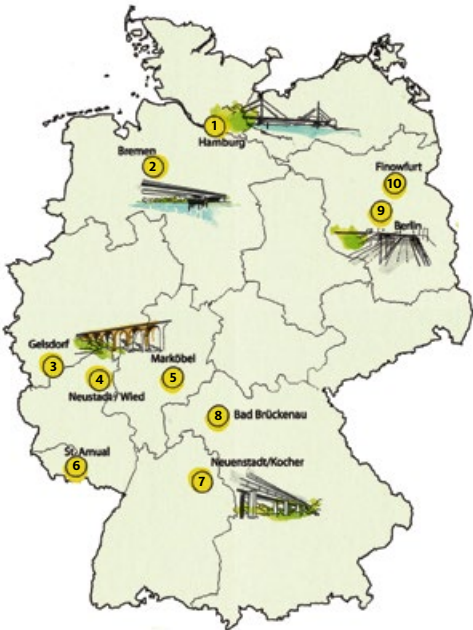 1
Hamburg
Bremen
2
Finowfurt
10
9
Berlin
Gelsdorf
3
4
Neustadt / Wied
Marköbel
5
8
Bad Brückenau
St. Arnual
6
Neuenstadt/Kocher
7